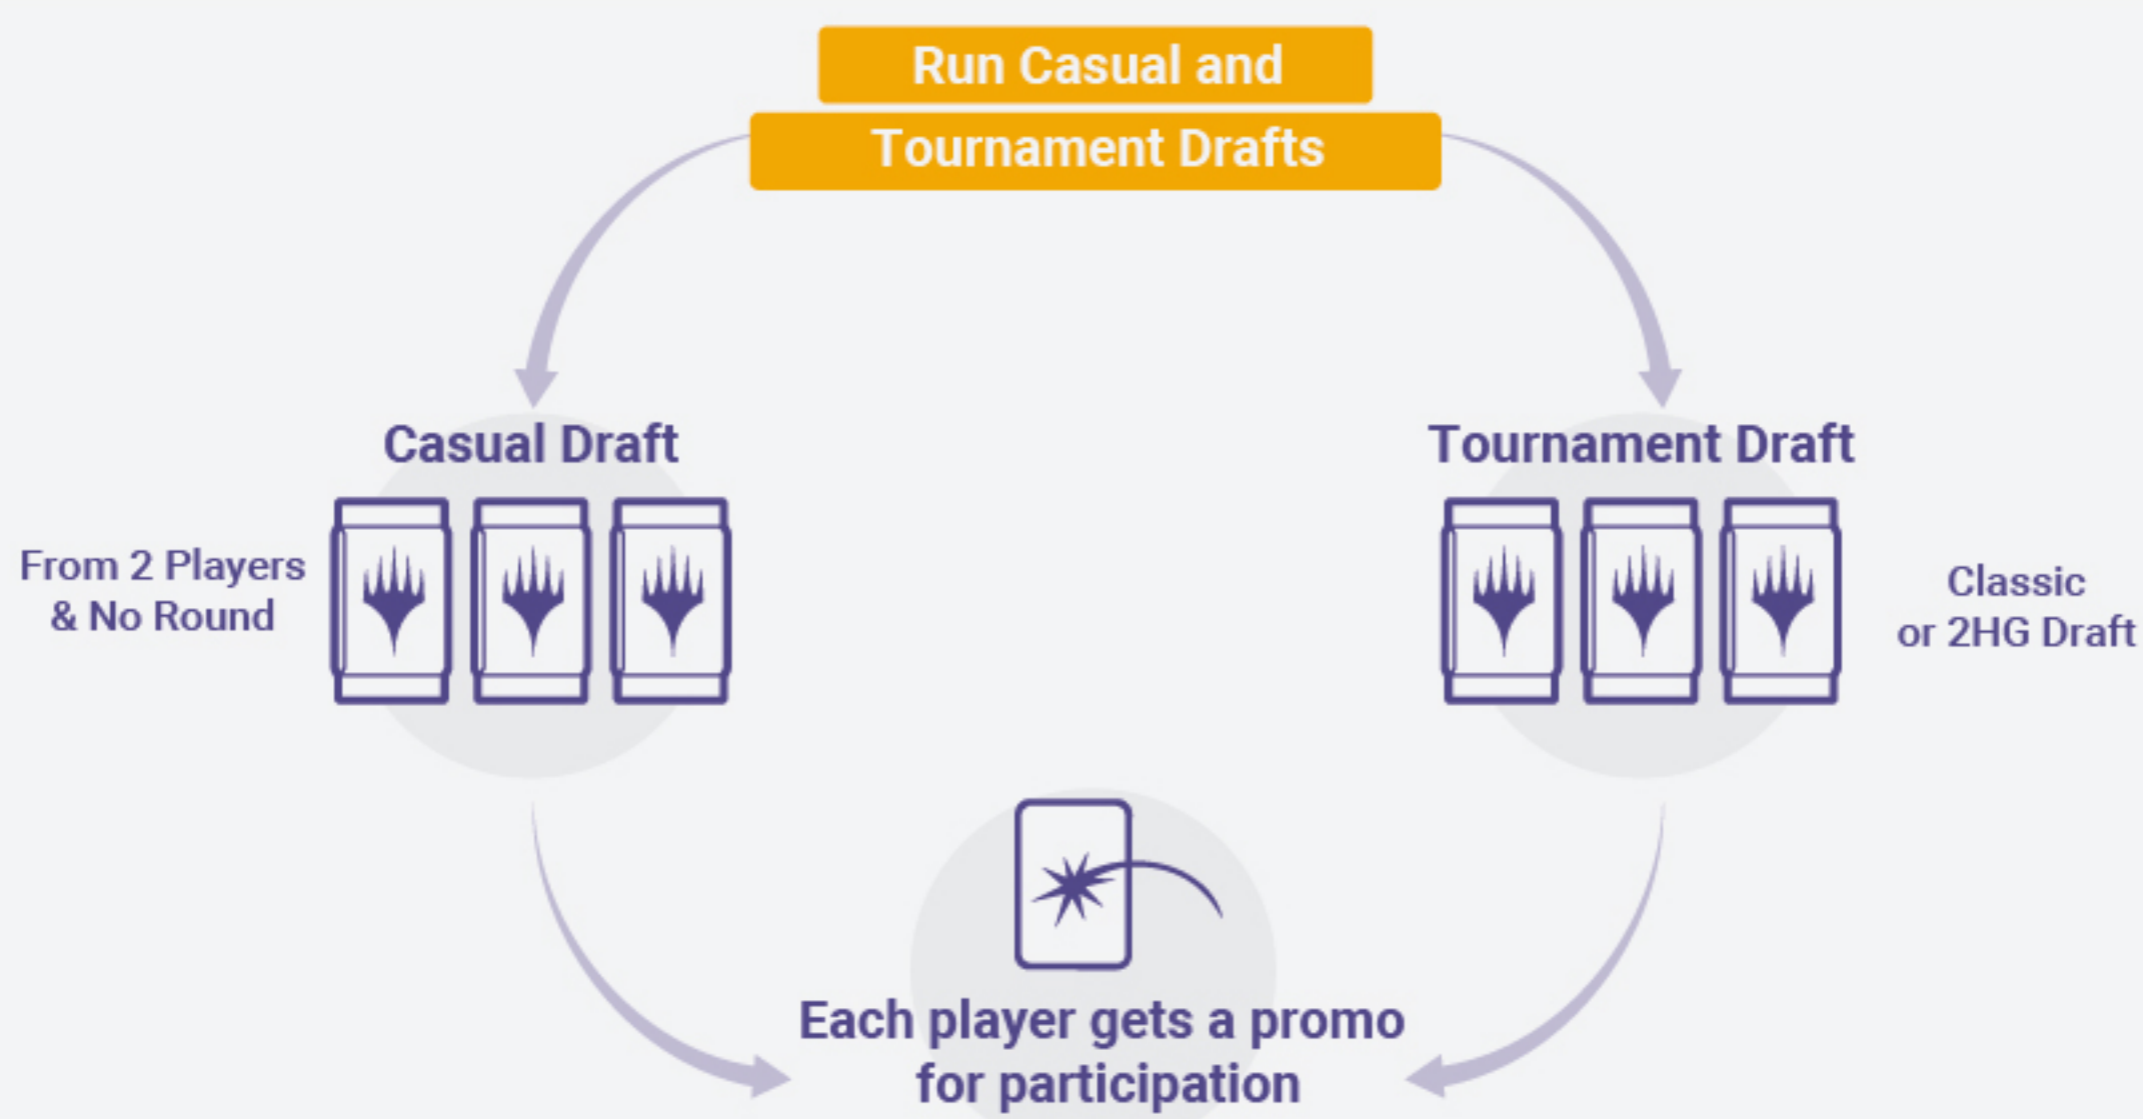 Run Casual and
Tournament Drafts
Casual Draft
From 2 Players
& No Round
Tournament Draft
Classic
or 2HG Draft
Each player gets a promo
for participation